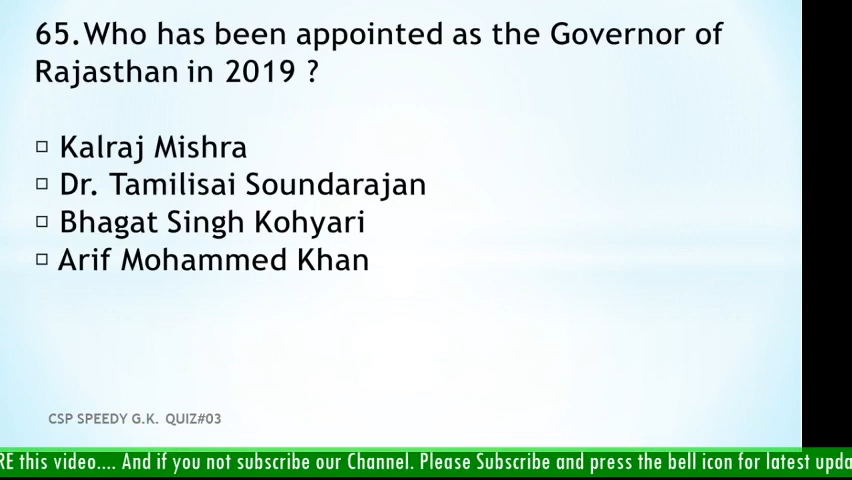 65.Who has been appointed as the Governor of
Rajasthan in 2019 ?
Kalraj Mishra
Dr. Tamilisai Soundarajan
Bhagat Singh Kohyari
Arif Mohammed Khan
CSP SPEEDY G.K. QUIZ#03
this video.... And if you not subscribe our Channel. Please Subscribe and press the bell icon for latest